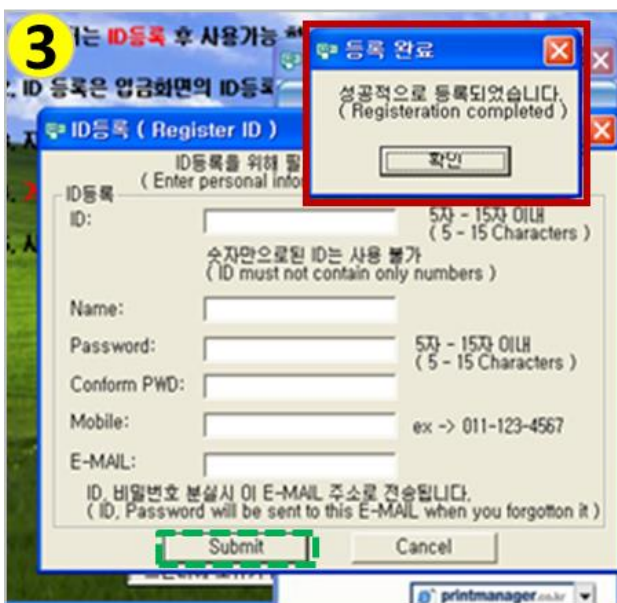 3
는 ID등록 후 사용가능
ID 등록은 입금화면의 ID등록
등록 완료
성공적으로 등록되었습니다.
( Registeration completed )
확인
ID등록 ( Register ID )
ID등록를 위해 필
( Enter personal infor
ID등록
ID:
5자 - 15자 이내
( 5 - 15 Characters )
숫자만으로된 ID는 사용 불가
( ID must not contain only numbers )
Name:
Password:
5자 - 15자 이내
( 5 - 15 Characters )
Conform PWD:
Mobile:
ex -> 011-123-4567
E-MAIL:
ID, 비밀번호 분실시 이 E-MAIL 주소로 전송됩니다.
( ID, Password will be sent to this E-MAIL when you forgotton it )
Submit
Cancel
printmanager.co.kr